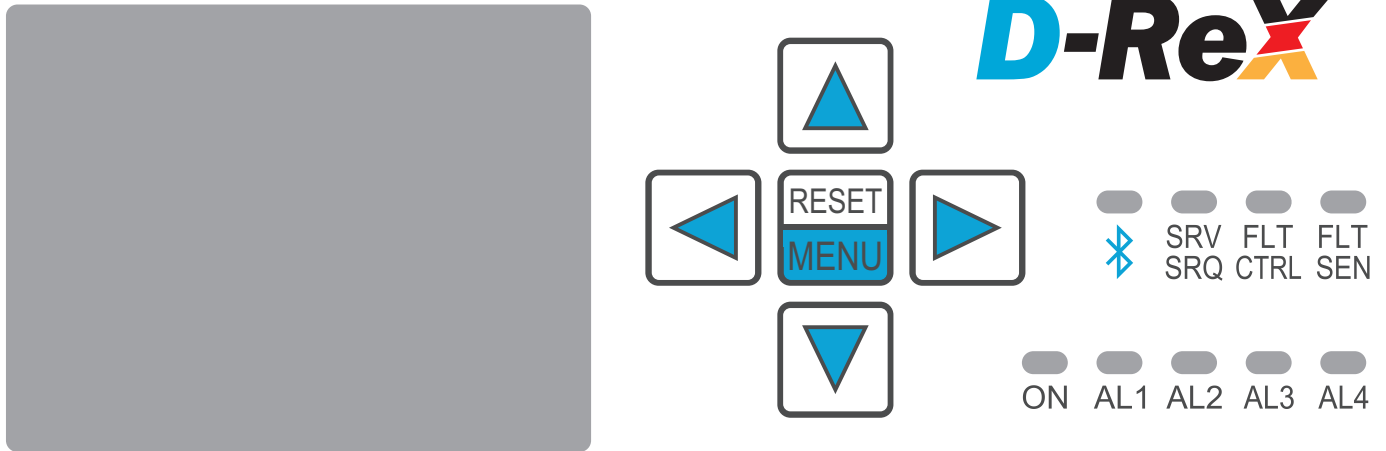 D-ReX
RESET
MENU
SRV SRQ
FLT CTRL
FLT SEN
ON
AL1
AL2
AL3
AL4